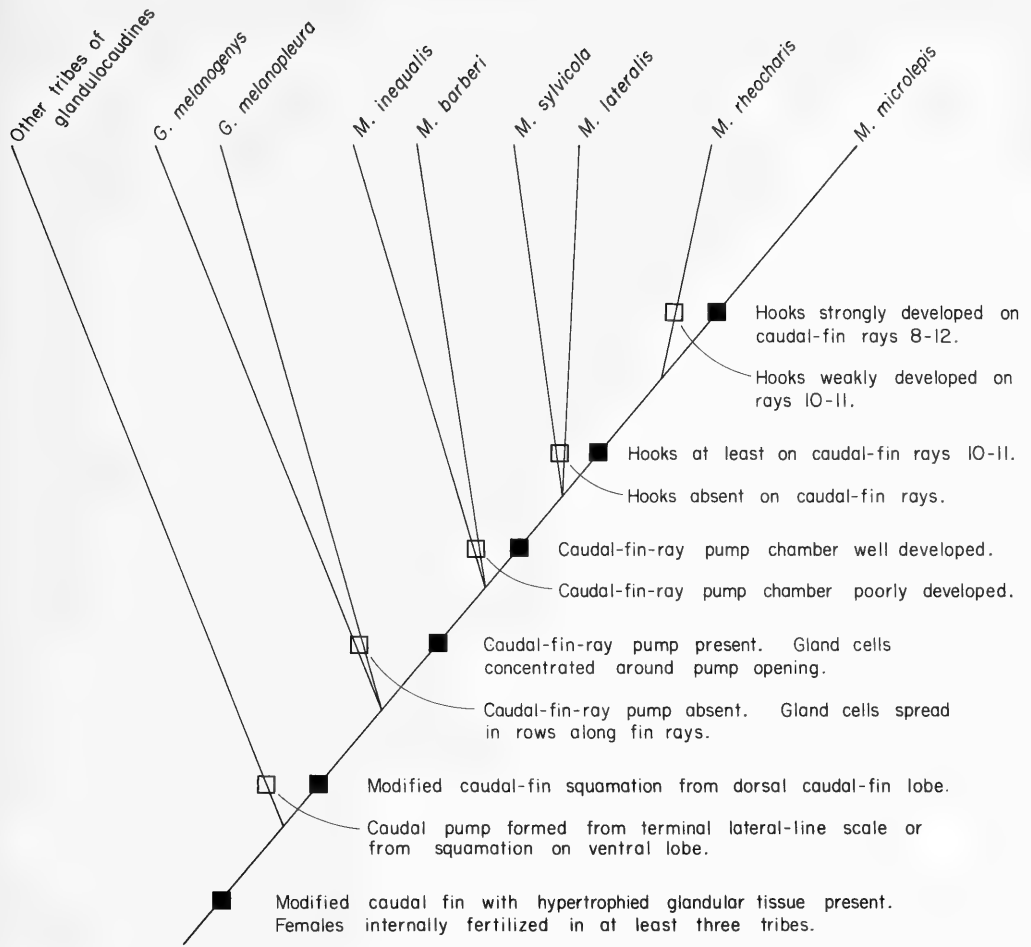 Other tribes of
glandulocaudines
G. melanogenys
G. melanopleura
M. inequalis
M. barberi
M. sylvicola
M. lateralis
M. rheocharis
M. microlepis
Hooks strongly developed on
caudal-fin rays 8-12.
Hooks weakly developed on
rays 10-11.
Hooks at least on caudal-fin rays 10-11.
Hooks absent on caudal-fin rays.
Caudal-fin-ray pump chamber well developed.
Caudal-fin-ray pump chamber poorly developed.
Caudal-fin-ray pump present. Gland cells
concentrated around pump opening.
Caudal-fin-ray pump absent. Gland cells spread
in rows along fin rays.
Modified caudal-fin squamation from dorsal caudal-fin lobe.
Caudal pump formed from terminal lateral-line scale or
from squamation on ventral lobe.
Modified caudal fin with hypertrophied glandular tissue present.
Females internally fertilized in at least three tribes.